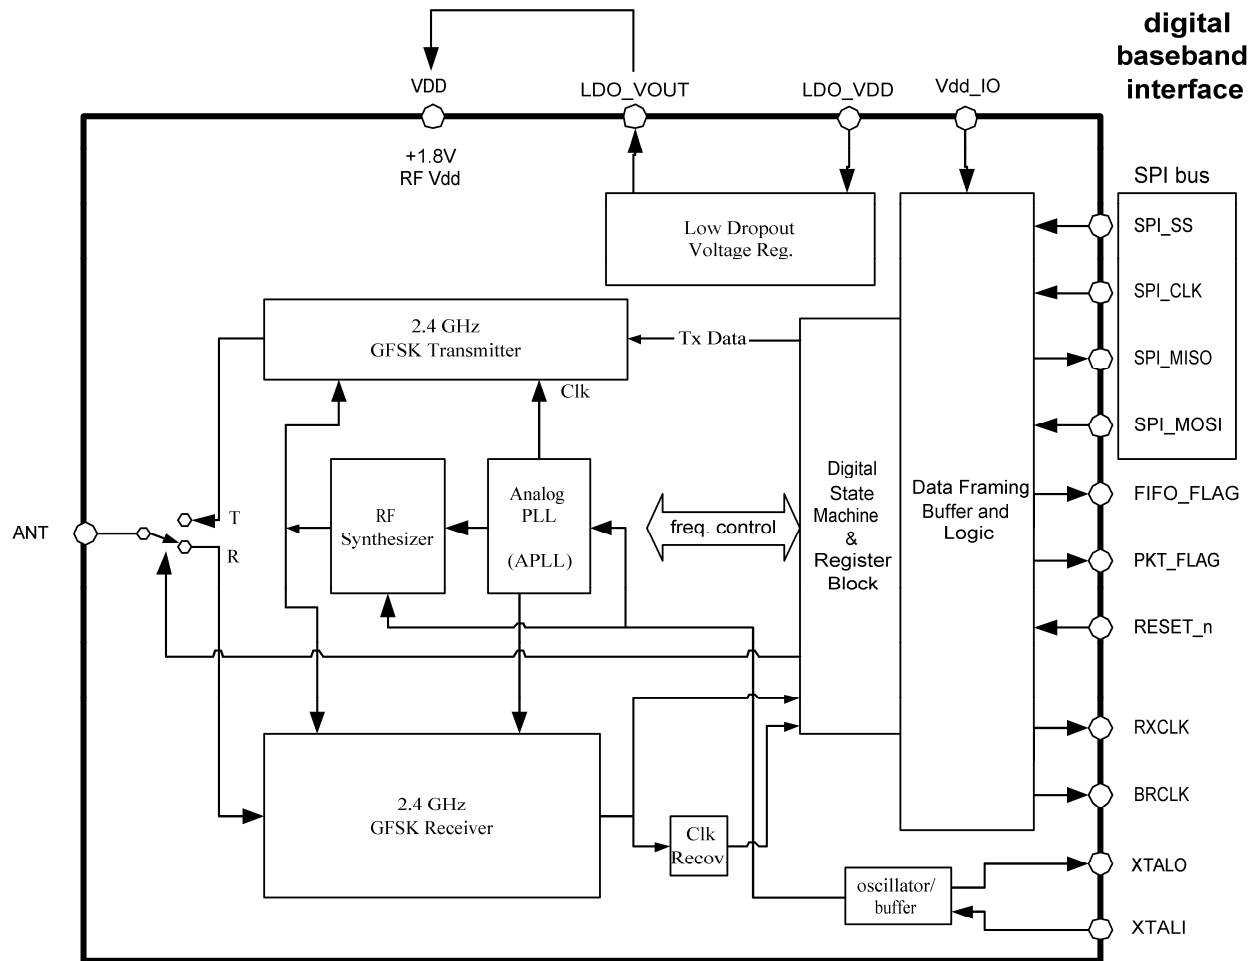 digital
baseband
interface
VDD
LDO_VOUT
LDO_VDD
Vdd_IO
+1.8V
RF Vdd
SPI bus
Low Dropout
Voltage Reg.
SPI_SS
SPI_CLK
2.4 GHz
GFSK Transmitter
Tx Data
SPI_MISO
Clk
SPI_MOSI
Digital
State
Machine
&
Register
Block
Data Framing
Buffer and
Logic
FIFO_FLAG
Analog
PLL
(APLL)
RF
Synthesizer
freq. control
T
R
ANT
PKT_FLAG
RESET_n
RXCLK
2.4 GHz
GFSK Receiver
BRCLK
Clk
Recov.
oscillator/
buffer
XTALO
XTALI